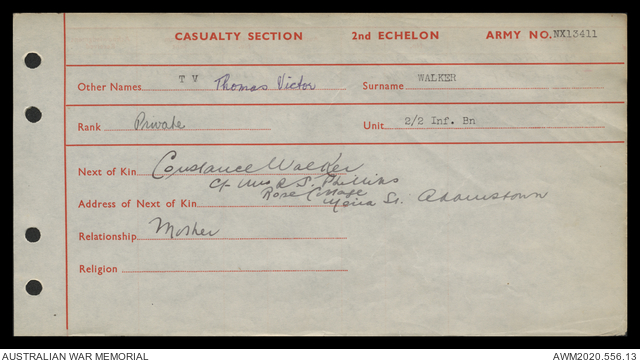 CASUALTY SECTION 2nd ECHELON ARMY NO. NX13411
Other Names T V Thomas Victor Surname WALKER
Rank Private Unit 2/2 Inf. Bn
Next of Kin Constance Walker
C/- Mrs R S. Phillips
Rose Cottage
Address of Next of Kin St. Adamstown
Relationship Mother
Religion
AUSTRALIAN WAR MEMORIAL AWM2020.556.13